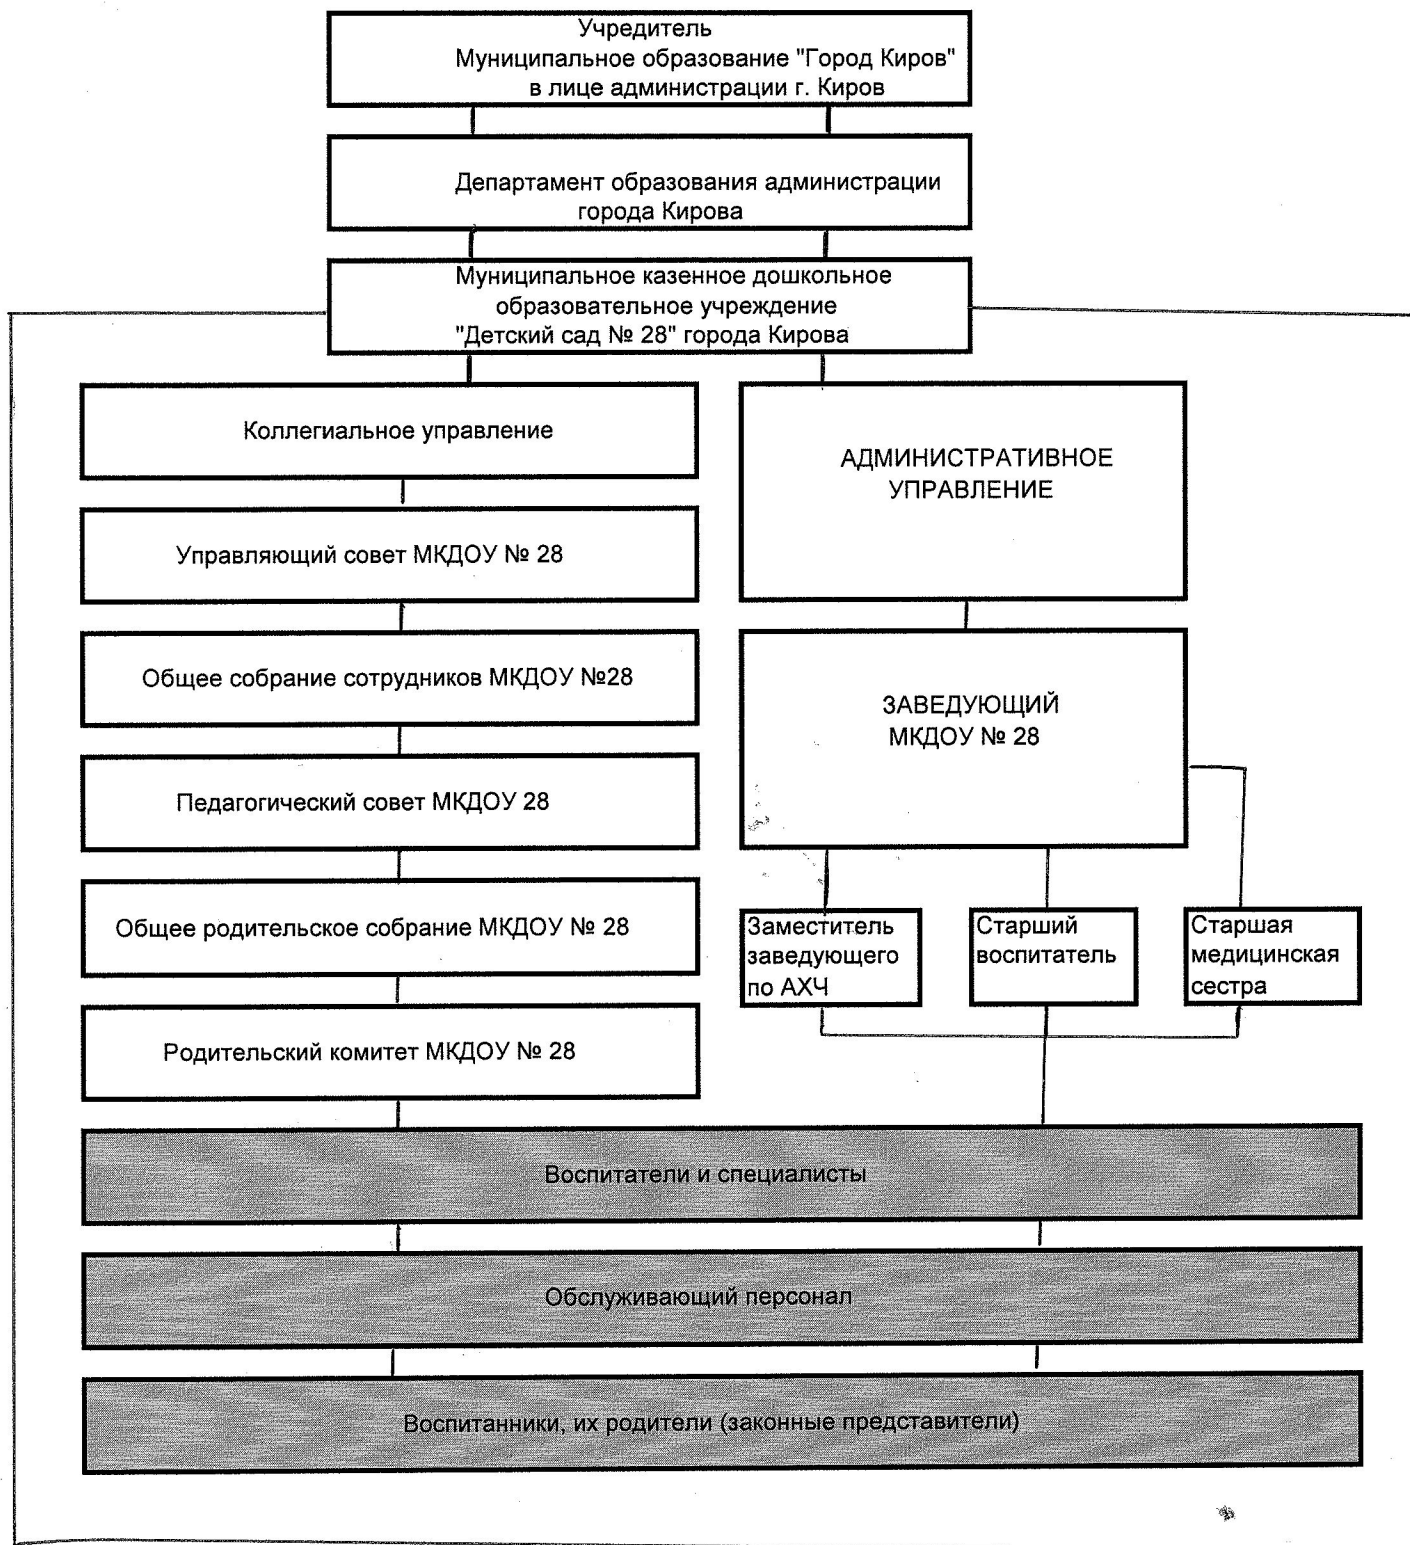 Учредитель
Муниципальное образование "Город Киров"
в лице администрации г. Киров
Департамент образования администрации
города Кирова
Муниципальное казенное дошкольное
образовательное учреждение
"Детский сад № 28" города Кирова
Коллегиальное управление
Управляющий совет МКДОУ № 28
Общее собрание сотрудников МКДОУ №28
Педагогический совет МКДОУ 28
Общее родительское собрание МКДОУ № 28
Родительский комитет МКДОУ № 28
АДМИНИСТРАТИВНОЕ
УПРАВЛЕНИЕ
ЗАВЕДУЮЩИЙ
МКДОУ № 28
Заместитель
заведующего
по АХЧ
Старший
воспитатель
Старшая
медицинская
сестра
Воспитатели и специалисты
Обслуживающий персонал
Воспитанники, их родители (законные представители)